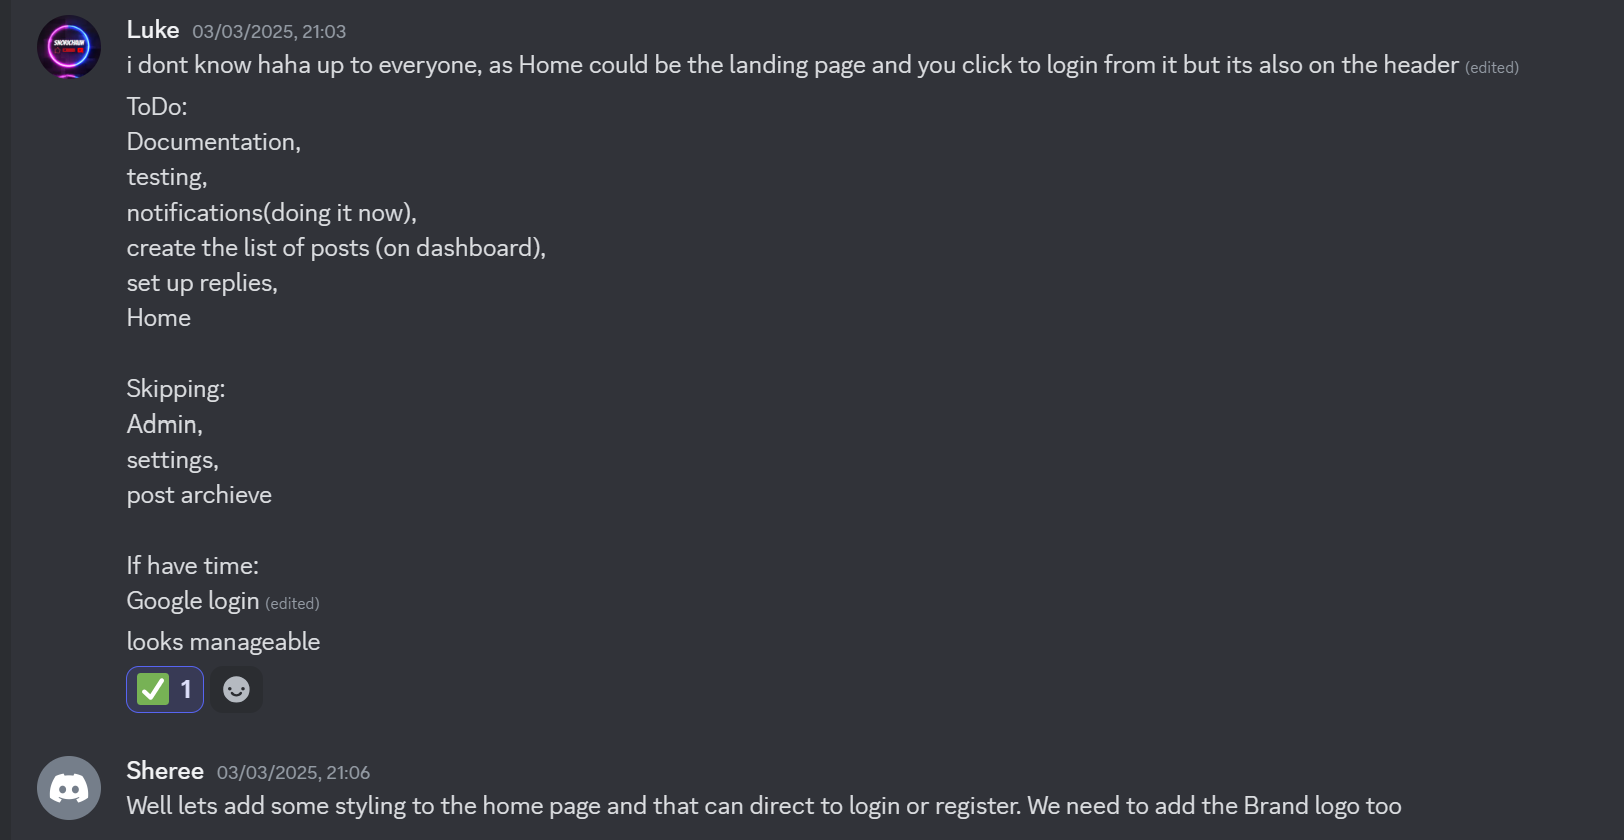 Luke 03/03/2025, 21:03
i dont know haha up to everyone, as Home could be the landing page and you click to login from it but its also on the header (edited)
ToDo:
Documentation,
testing,
notifications(doing it now),
create the list of posts (on dashboard),
set up replies,
Home
Skipping:
Admin,
settings,
post archieve
If have time:
Google login (edited)
looks manageable
1
Sheree 03/03/2025, 21:06
Well lets add some styling to the home page and that can direct to login or register. We need to add the Brand logo too